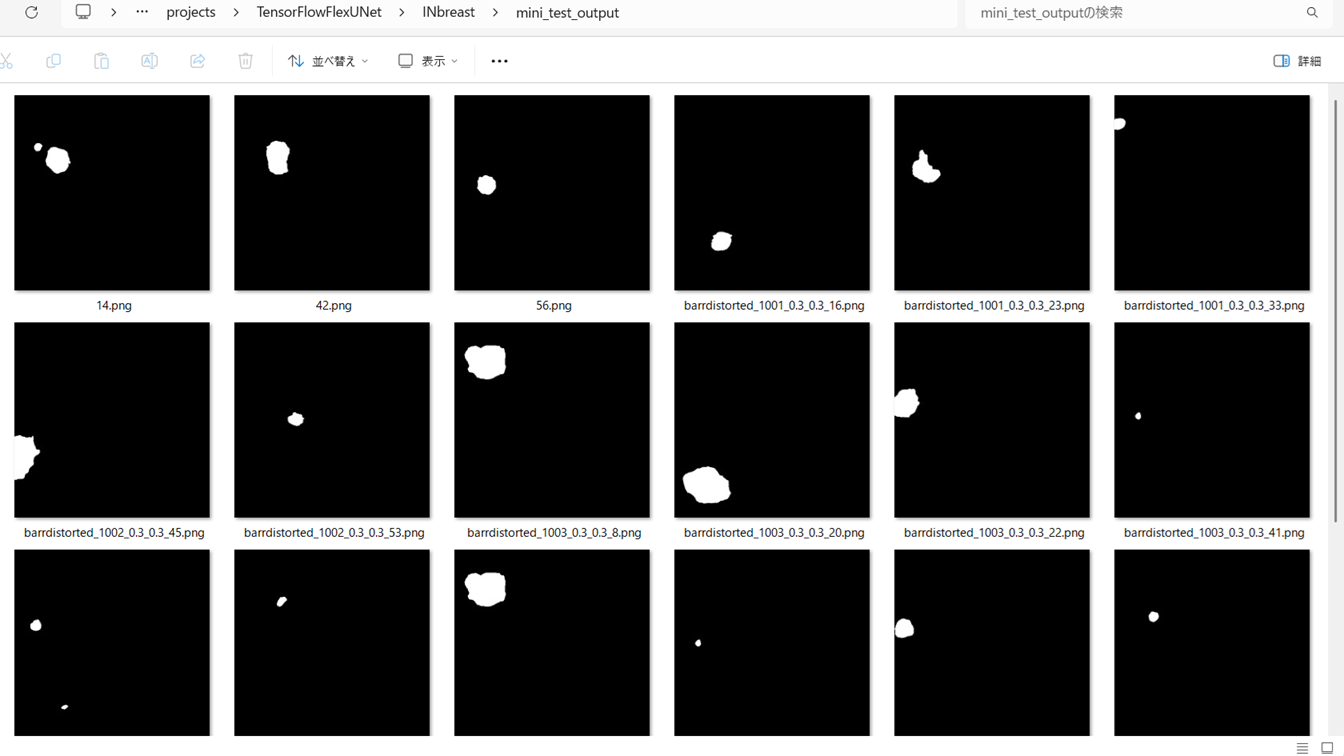 projects > TensorFlowFlexUNet > INbreast > mini_test_output
mini_test_outputの検索
並べ替え
表示
詳細
14.png
42.png
56.png
barrdistorted_1001_0.3_0.3_16.png
barrdistorted_1001_0.3_0.3_23.png
barrdistorted_1001_0.3_0.3_33.png
barrdistorted_1002_0.3_0.3_45.png
barrdistorted_1002_0.3_0.3_53.png
barrdistorted_1003_0.3_0.3_8.png
barrdistorted_1003_0.3_0.3_20.png
barrdistorted_1003_0.3_0.3_22.png
barrdistorted_1003_0.3_0.3_41.png